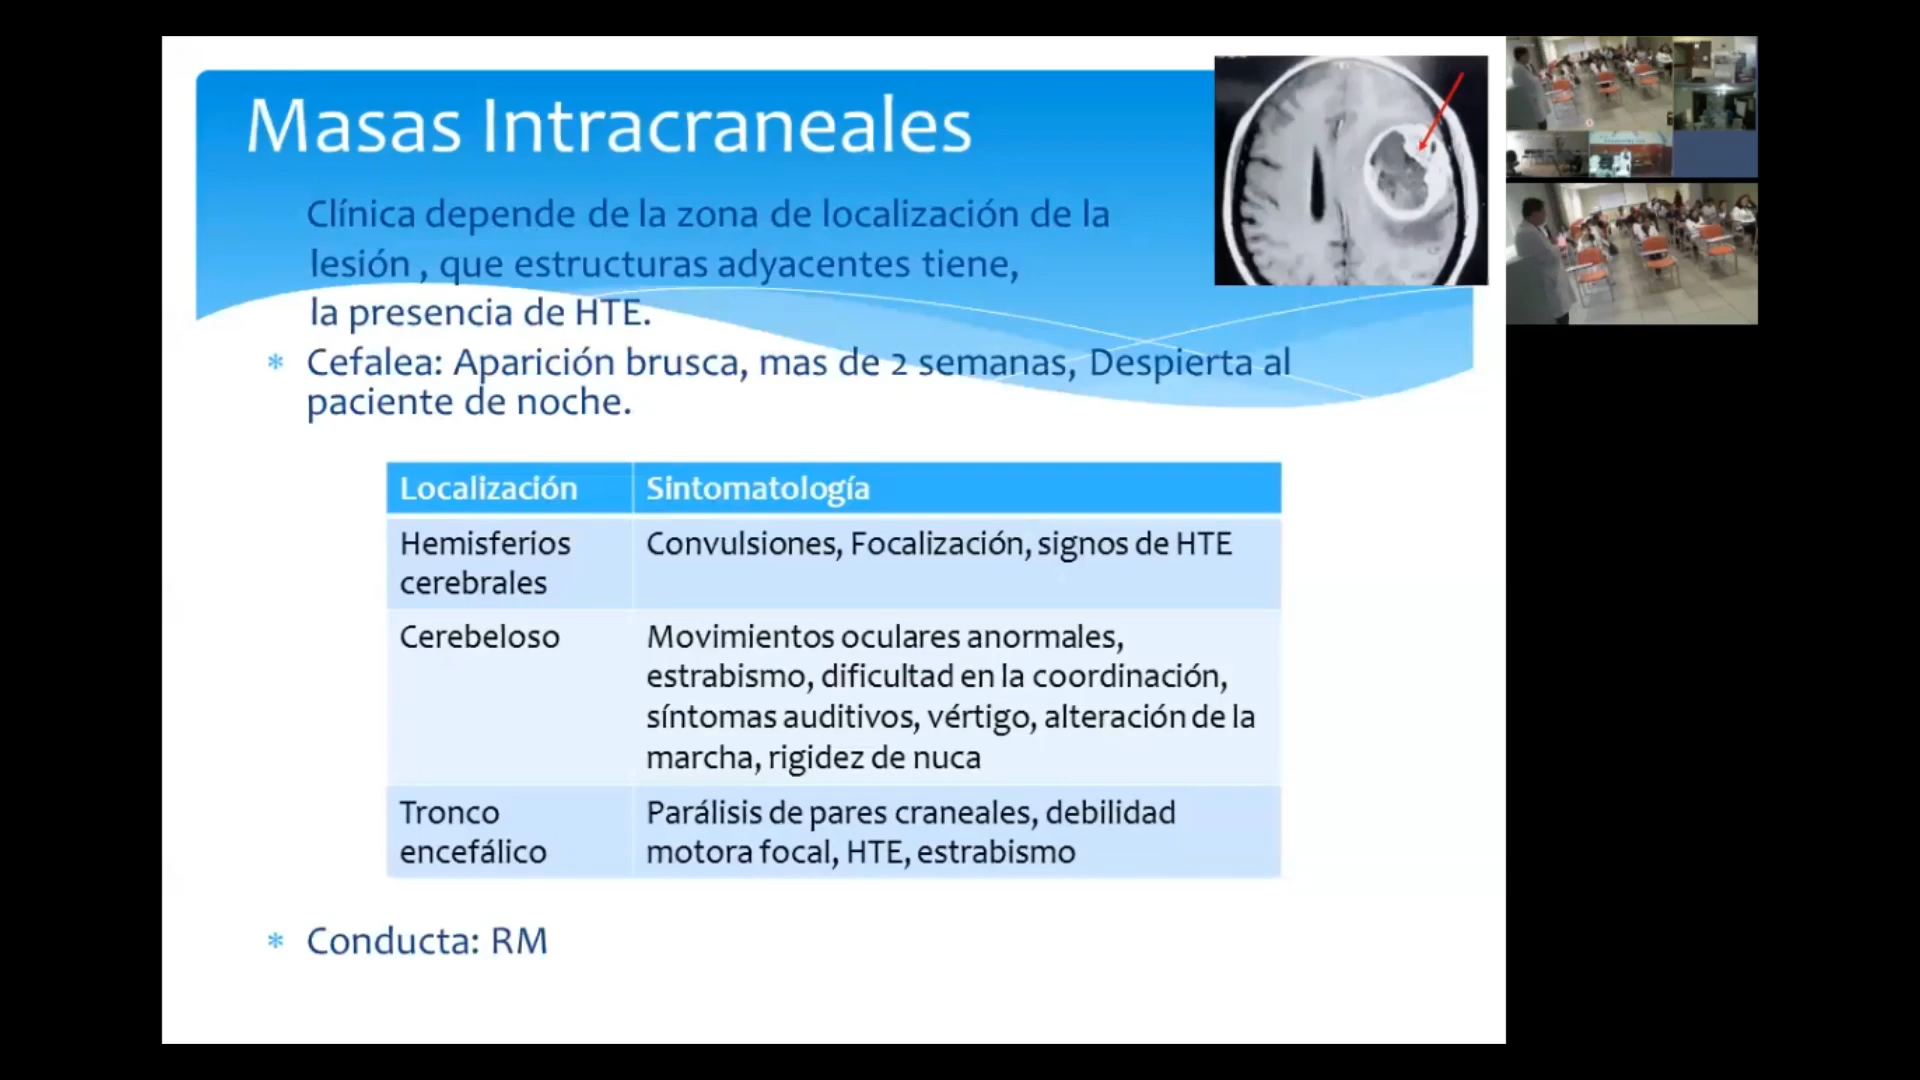 Masas Intracraneales
Clínica depende de la zona de localización de la
lesión , que estructuras adyacentes tiene,
la presencia de HTE.
* Cefalea: Aparición brusca, mas de 2 semanas, Despierta al
paciente de noche.
Localización Sintomatología
Hemisferios
cerebrales
Convulsiones, Focalización, signos de HTE
Cerebeloso
Movimientos oculares anormales,
estrabismo, dificultad en la coordinación,
síntomas auditivos, vértigo, alteración de la
marcha, rigidez de nuca
Tronco
encefálico
Parálisis de pares craneales, debilidad
motora focal, HTE, estrabismo
* Conducta: RM